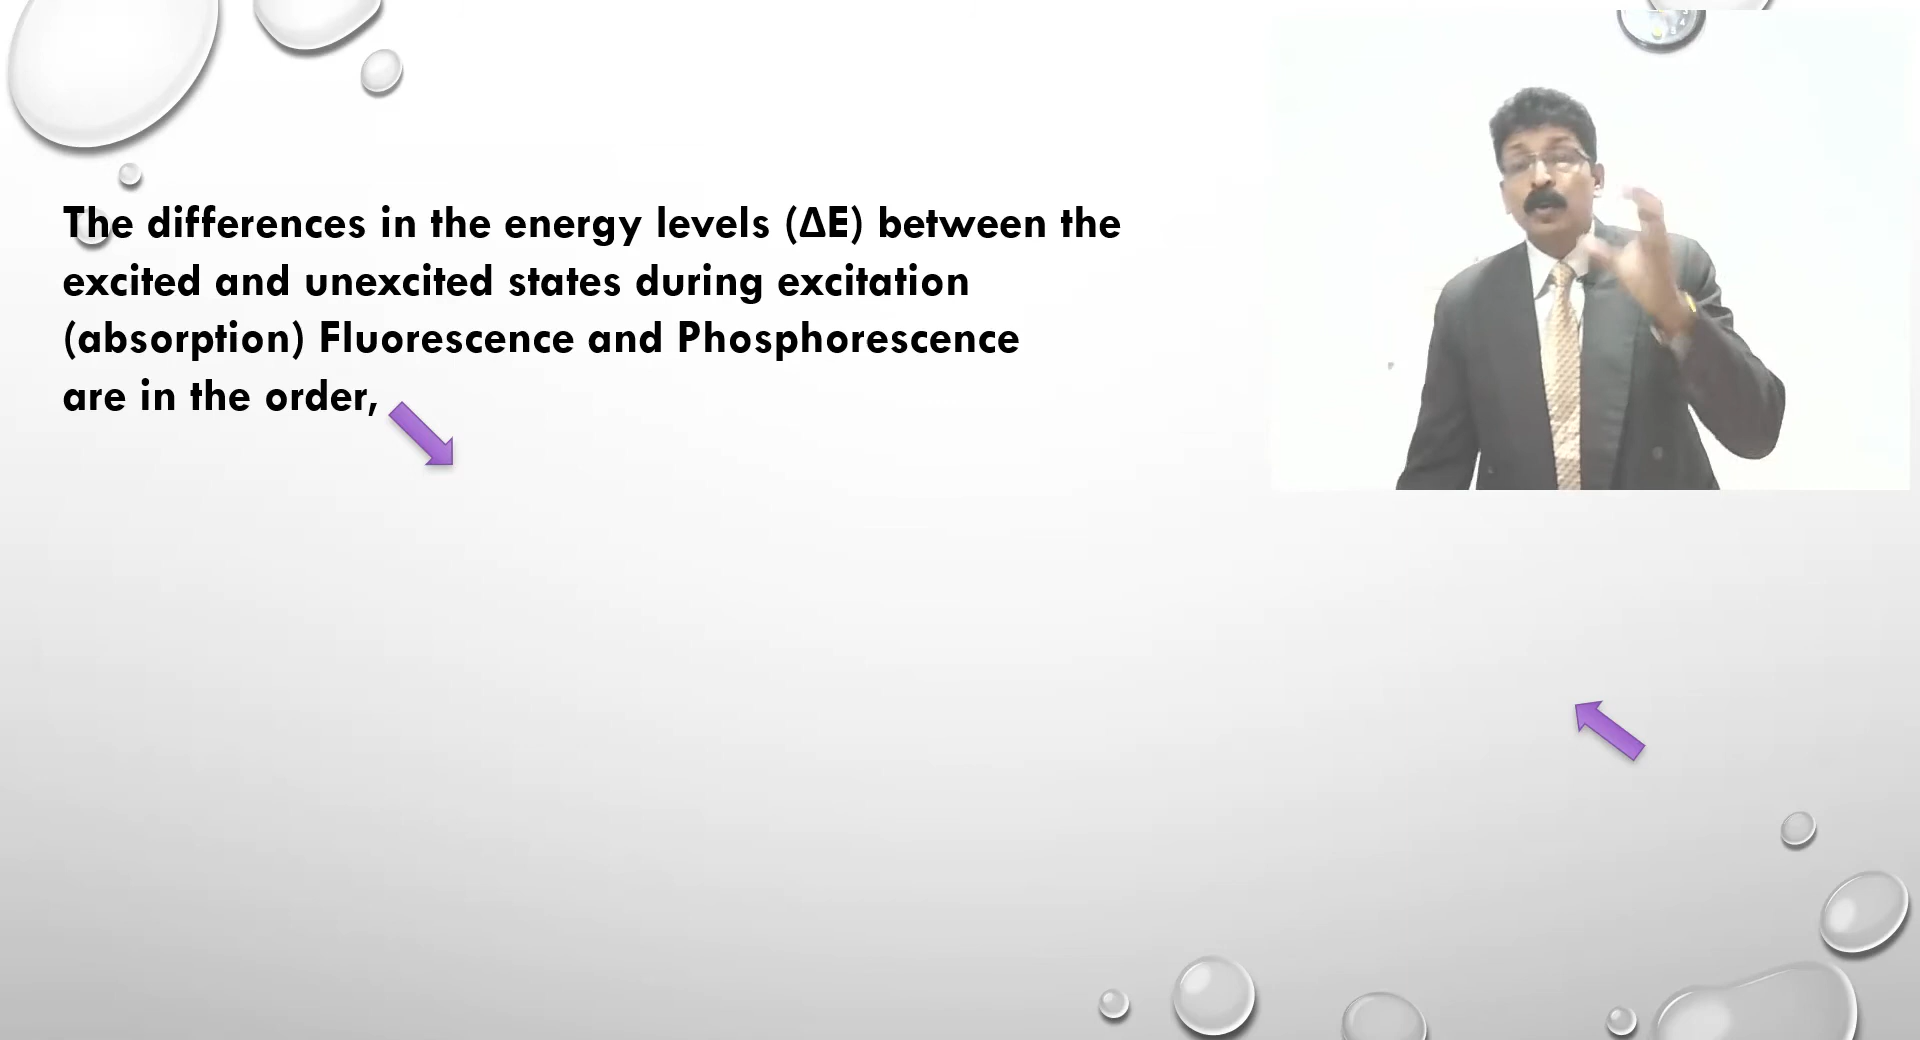 The differences in the energy levels (ΔE) between the
excited and unexcited states during excitation
(absorption) Fluorescence and Phosphorescence
are in the order,